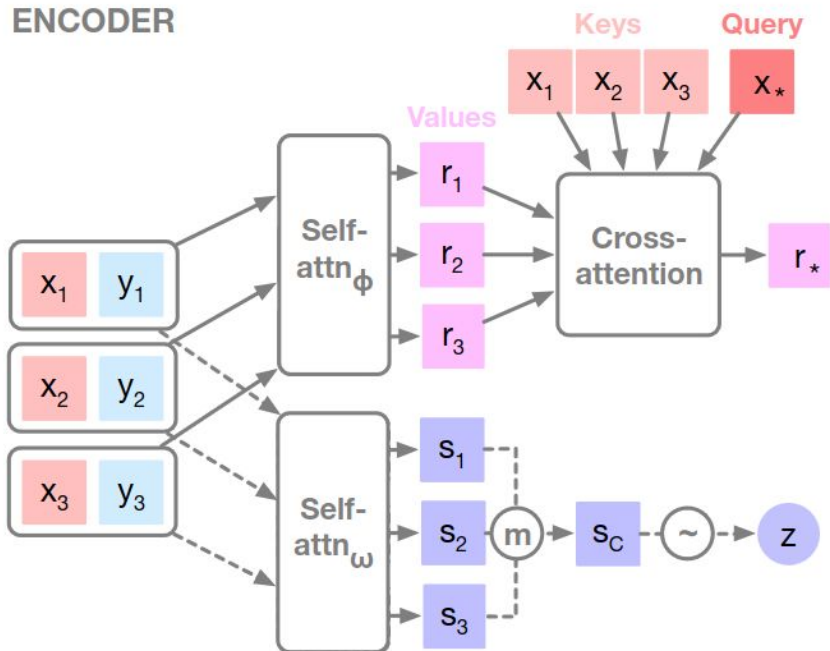 ENCODER
Keys
Query
x₁
x₂
x₃
x*
Values
r₁
r₂
r₃
Self-
attnϕ
Cross-
attention
r*
x₁
y₁
x₂
y₂
x₃
y₃
Self-
attnω
s₁
s₂
s₃
m
s_C
~
z